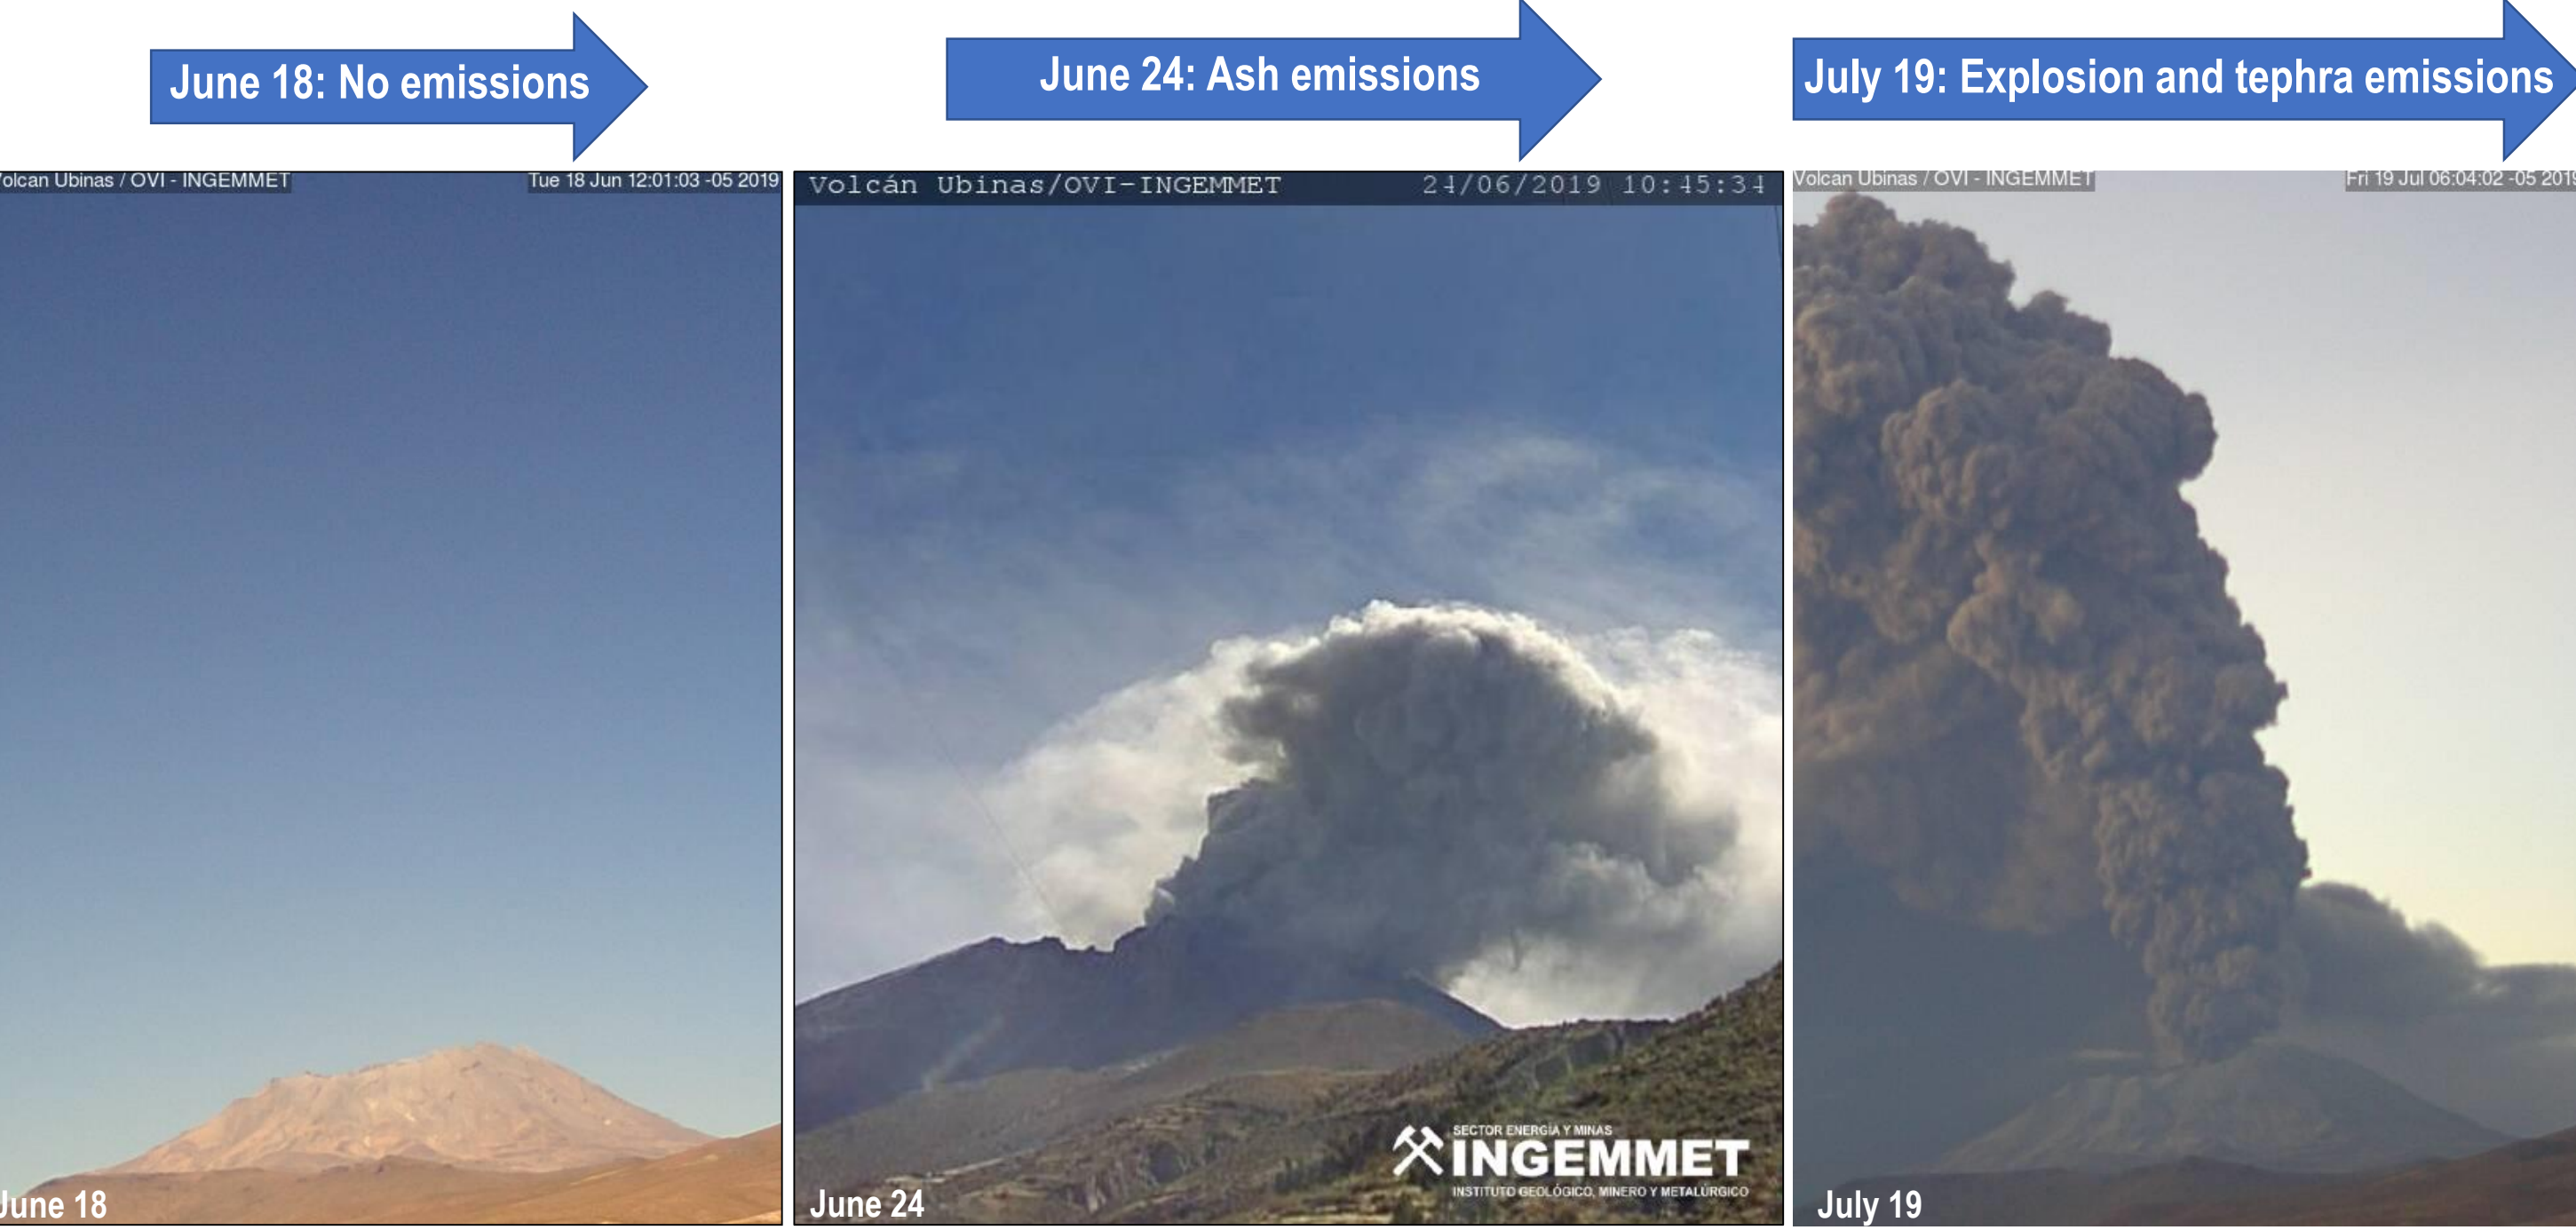 June 18: No emissions
June 24: Ash emissions
July 19: Explosion and tephra emissions
Volcan Ubinas / OVI - INGEMMET
Tue 18 Jun 12:01:03 -05 2019
Volcán Ubinas/OVI-INGEMMET
24/06/2019 10:45:34
Volcan Ubinas / OVI - INGEMMET
Fri 19 Jul 06:04:02 -05 2019
SECTOR ENERGÍA Y MINAS
INGEMMET
INSTITUTO GEOLÓGICO, MINERO Y METALÚRGICO
June 18
June 24
July 19